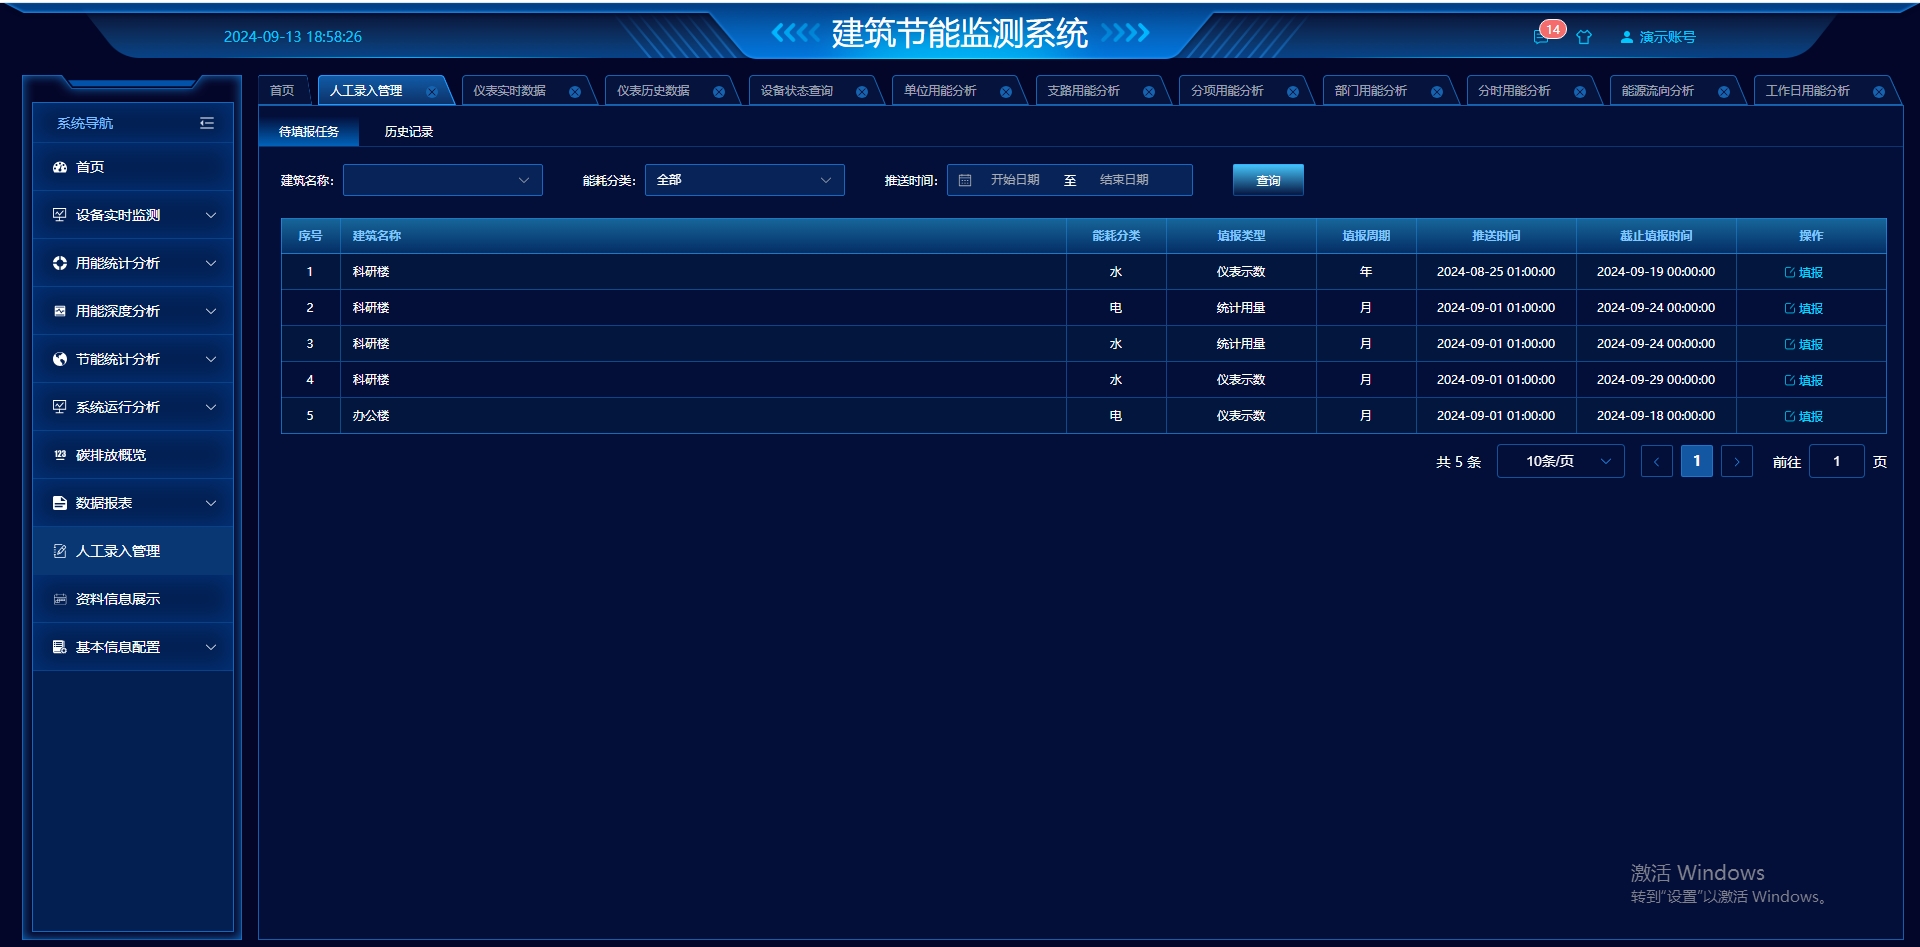 2024-09-13 18:58:26
建筑节能监测系统
14
演示账号
系统导航
首页
设备实时监测
用能统计分析
用能深度分析
节能统计分析
系统运行分析
123 碳排放概览
数据报表
人工录入管理
资料信息展示
基本信息配置
首页 人工录入管理 仪表实时数据 仪表历史数据 设备状态查询 单位用能分析 支路用能分析 分项用能分析 部门用能分析 分时用能分析 能源流向分析 工作日用能分析
待填报任务 历史记录
建筑名称: 能耗分类: 全部 推送时间: 开始日期 至 结束日期 查询
序号 建筑名称 能耗分类 填报类型 填报周期 推送时间 截止填报时间 操作
1 科研楼 水 仪表示数 年 2024-08-25 01:00:00 2024-09-19 00:00:00 填报
2 科研楼 电 统计用量 月 2024-09-01 01:00:00 2024-09-24 00:00:00 填报
3 科研楼 水 统计用量 月 2024-09-01 01:00:00 2024-09-24 00:00:00 填报
4 科研楼 水 仪表示数 月 2024-09-01 01:00:00 2024-09-29 00:00:00 填报
5 办公楼 电 仪表示数 月 2024-09-01 01:00:00 2024-09-18 00:00:00 填报
共 5 条 10条/页 1 前往 1 页
激活 Windows
转到"设置"以激活 Windows。